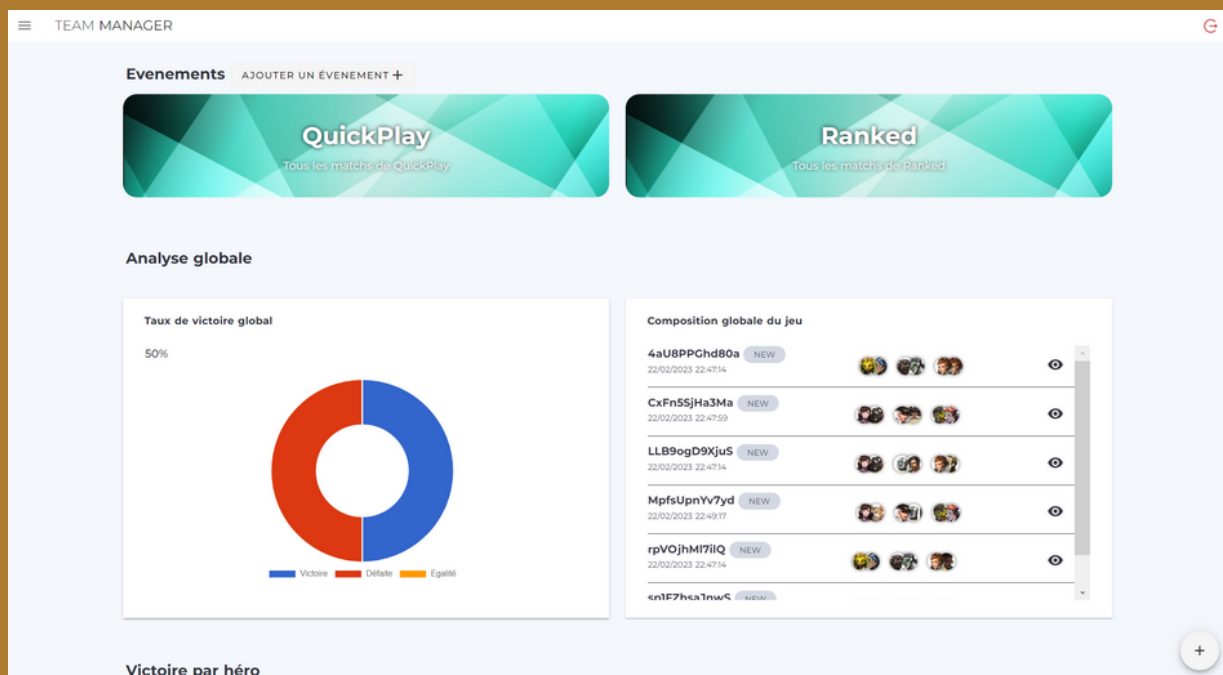 TEAM MANAGER
Evenements AJOUTER UN ÉVENEMENT +
QuickPlay
Tous les matchs de QuickPlay
Ranked
Tous les matchs de Ranked
Analyse globale
Taux de victoire global
50%
Victoire Défaite Egalité
Composition globale du jeu
4aU8PPGhd80a NEW
22/02/2023 22:47:14
CxFn5SjHa3Ma NEW
22/02/2023 22:47:59
LLB9ogD9XjuS NEW
22/02/2023 22:47:14
MpfsUpnYv7yd NEW
22/02/2023 22:49:17
rpVOjhMl7ilQ NEW
22/02/2023 22:47:14
NEW
Victoire par héro